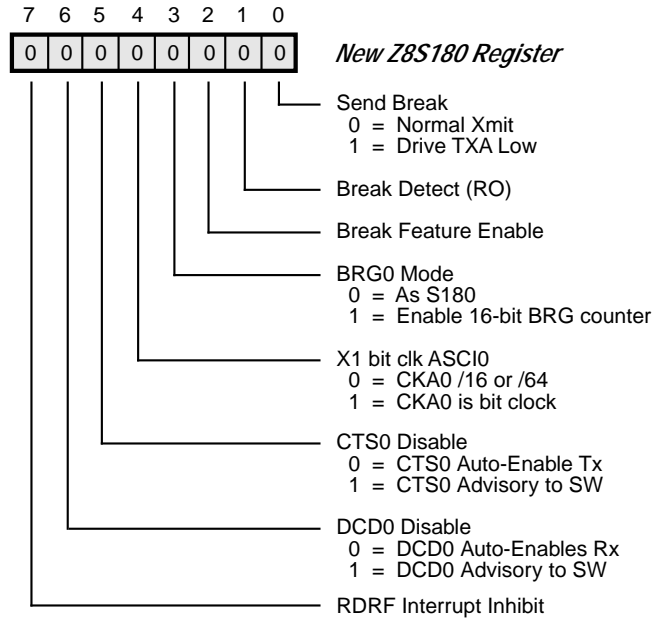 7 6 5 4 3 2 1 0
0 0 0 0 0 0 0 0
New Z8S180 Register
Send Break
0 = Normal Xmit
1 = Drive TXA Low
Break Detect (RO)
Break Feature Enable
BRG0 Mode
0 = As S180
1 = Enable 16-bit BRG counter
X1 bit clk ASCI0
0 = CKA0 /16 or /64
1 = CKA0 is bit clock
CTS0 Disable
0 = CTS0 Auto-Enable Tx
1 = CTS0 Advisory to SW
DCD0 Disable
0 = DCD0 Auto-Enables Rx
1 = DCD0 Advisory to SW
RDRF Interrupt Inhibit